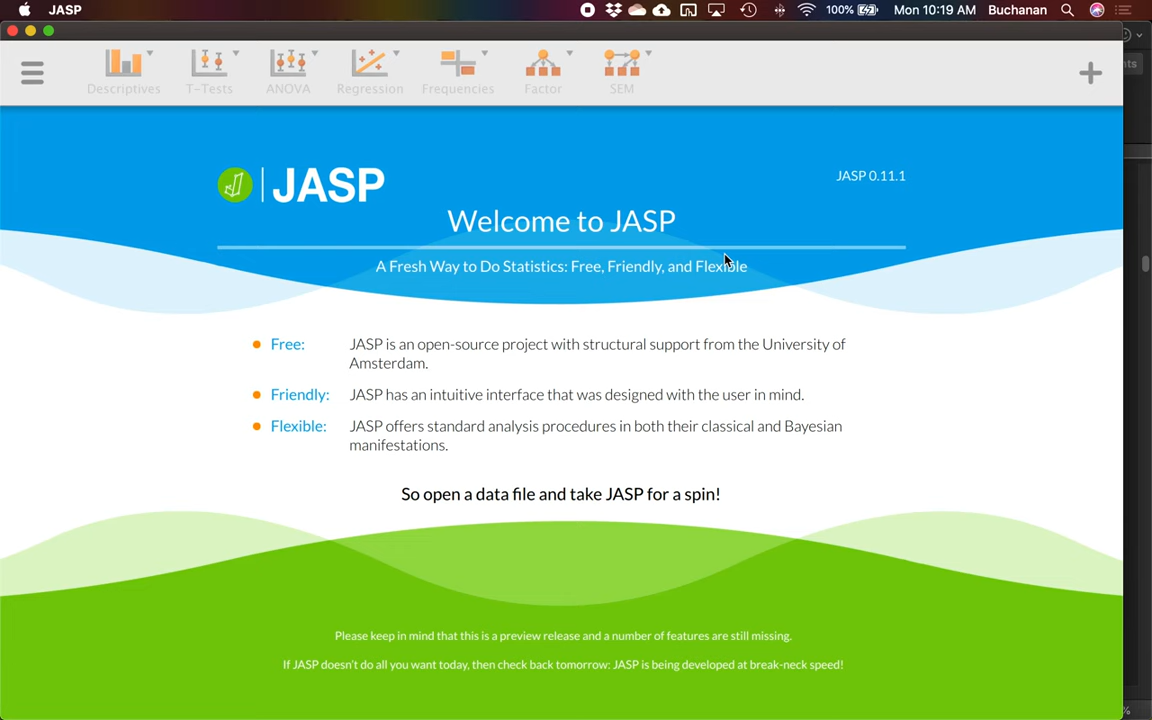 JASP
100%
Mon 10:19 AM
Buchanan
nts
Descriptives
T-Tests
ANOVA
Regression
Frequencies
Factor
SEM
JASP
JASP 0.11.1
Welcome to JASP
A Fresh Way to Do Statistics: Free, Friendly, and Flexible
Free:
JASP is an open-source project with structural support from the University of
Amsterdam.
Friendly:
JASP has an intuitive interface that was designed with the user in mind.
Flexible:
JASP offers standard analysis procedures in both their classical and Bayesian
manifestations.
So open a data file and take JASP for a spin!
Please keep in mind that this is a preview release and a number of features are still missing.
If JASP doesn't do all you want today, then check back tomorrow: JASP is being developed at break-neck speed!
%